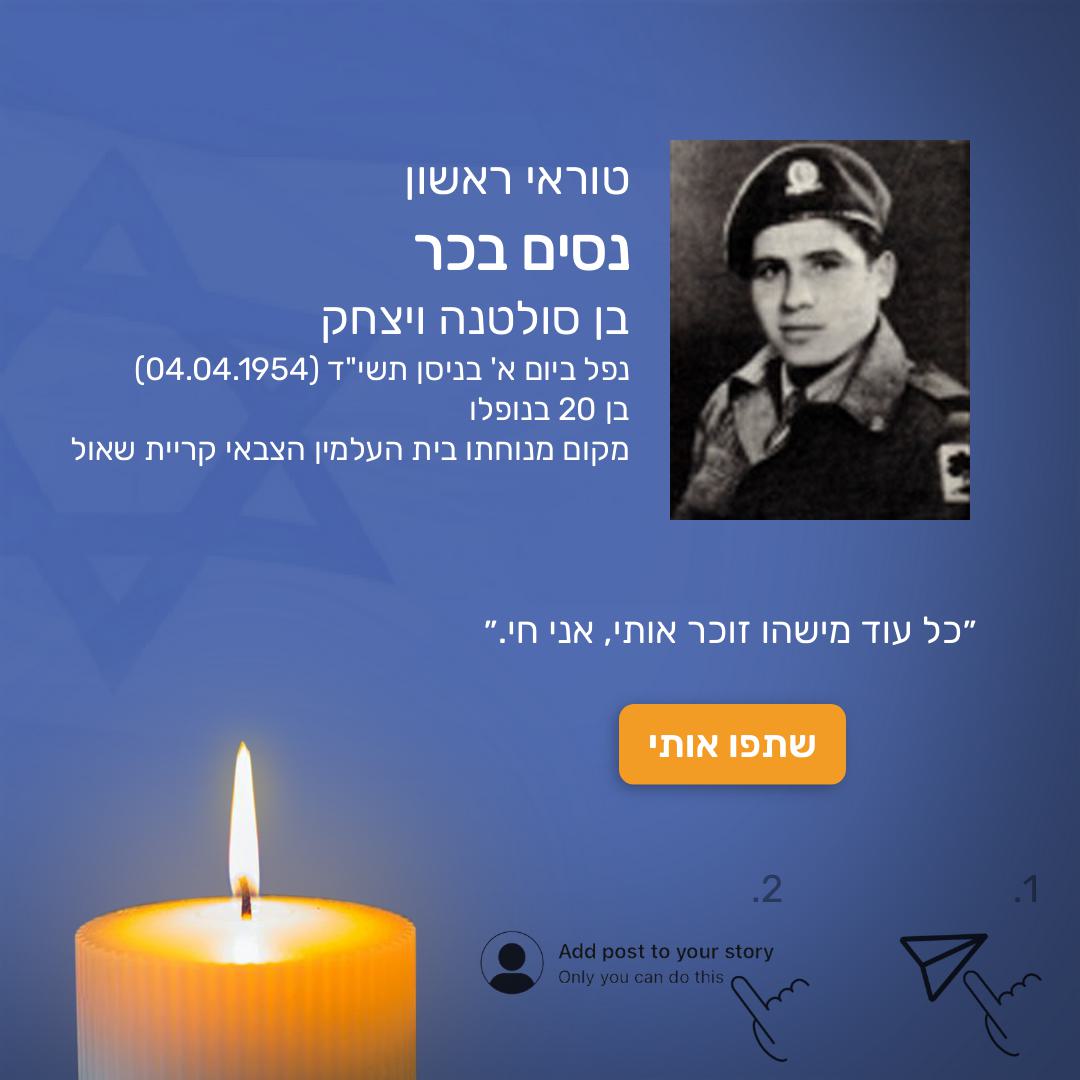 טוראי ראשון
נסים בכר
בן סולטנה ויצחק
נפל ביום א' בניסן תשי"ד (04.04.1954)
בן 20 בנופלו
מקום מנוחתו בית העלמין הצבאי קריית שאול
״כל עוד מישהו זוכר אותי, אני חי.״
שתפו אותי
1.
2.
Add post to your story
Only you can do this